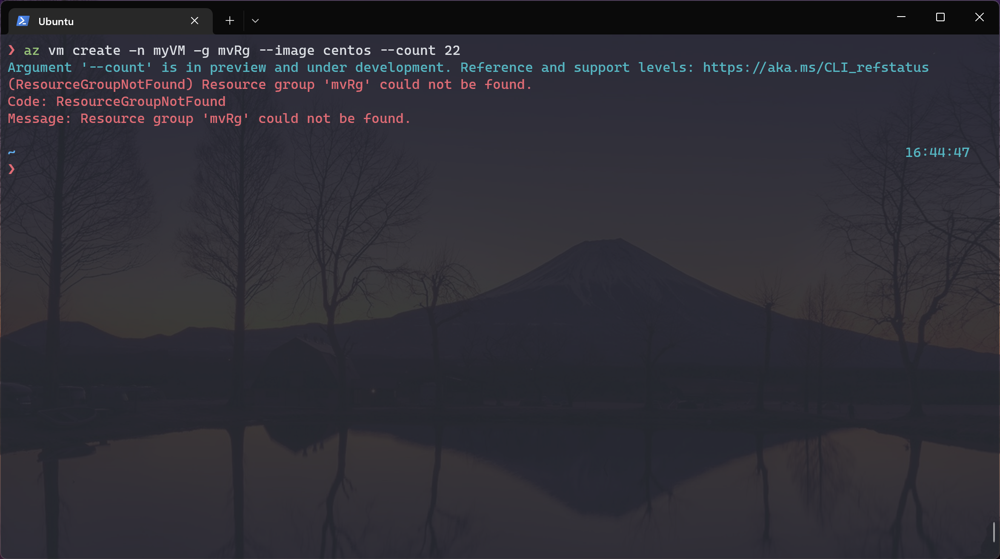 Ubuntu
❯ az vm create -n myVM -g mvRg --image centos --count 22
Argument '--count' is in preview and under development. Reference and support levels: https://aka.ms/CLI_refstatus
(ResourceGroupNotFound) Resource group 'mvRg' could not be found.
Code: ResourceGroupNotFound
Message: Resource group 'mvRg' could not be found.
~ 16:44:47
❯